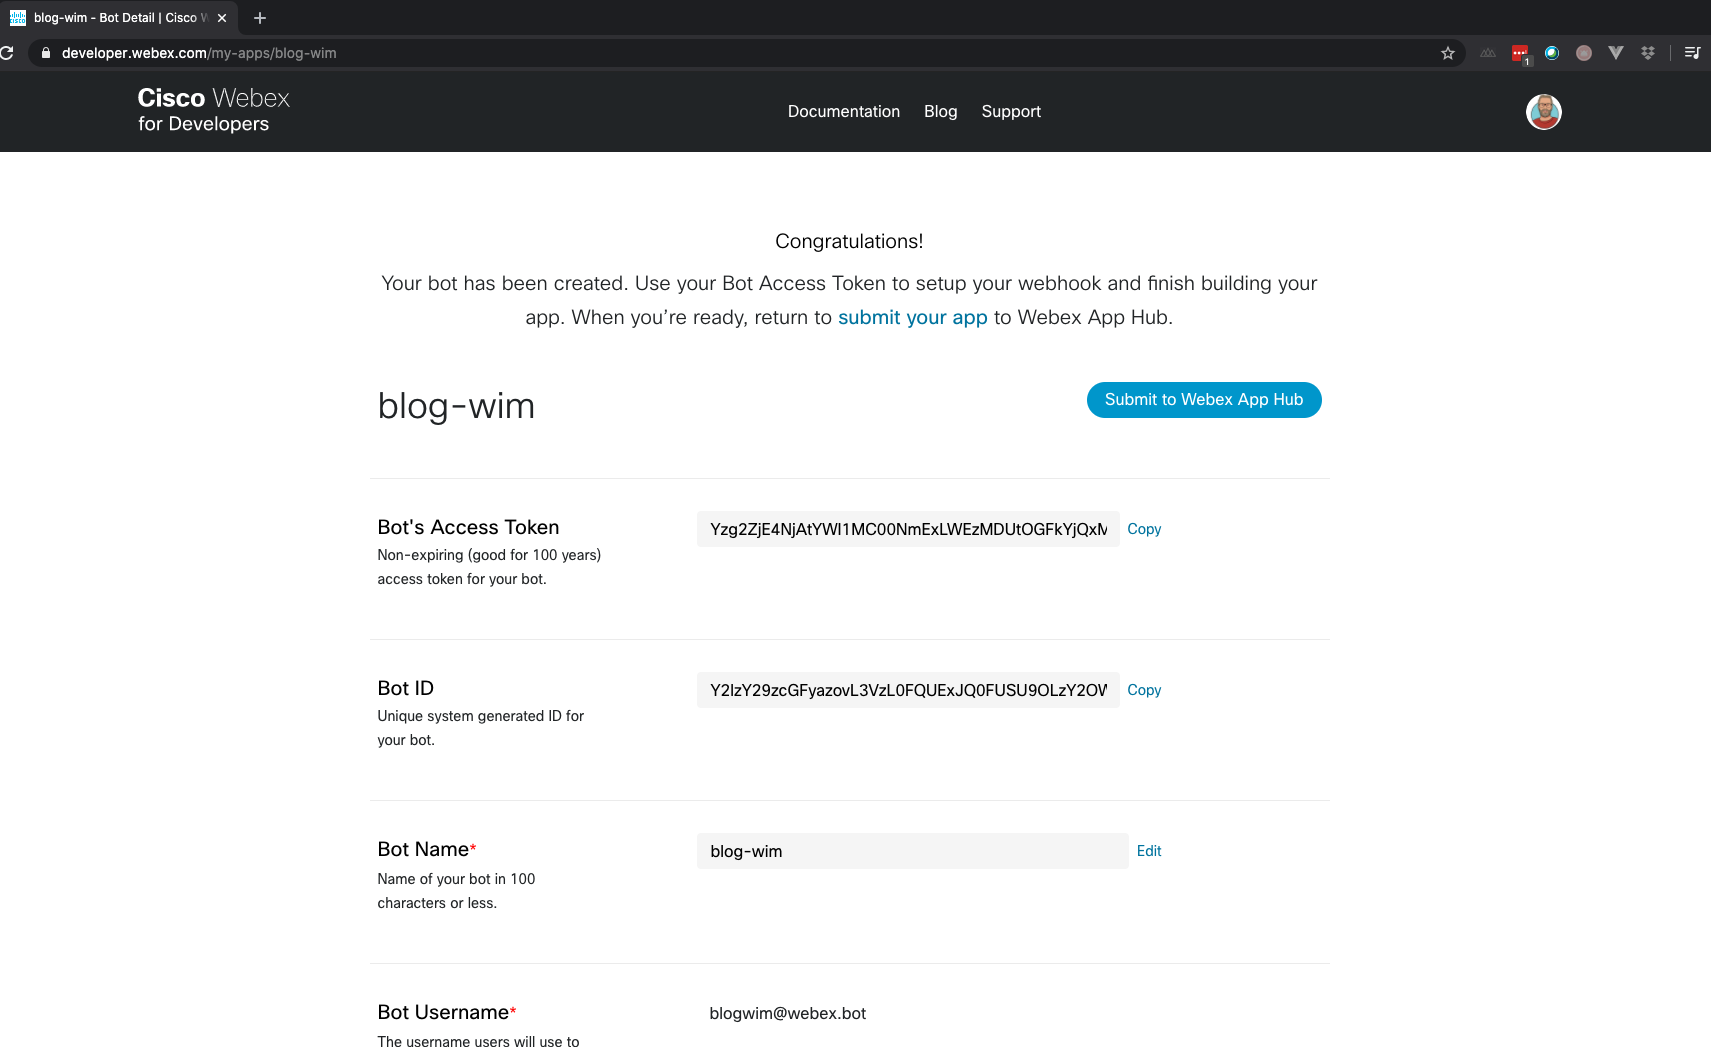 blog-wim - Bot Detail | Cisco W
developer.webex.com/my-apps/blog-wim
1
Cisco Webex
for Developers
Documentation Blog Support
Congratulations!
Your bot has been created. Use your Bot Access Token to setup your webhook and finish building your
app. When you’re ready, return to submit your app to Webex App Hub.
blog-wim
Submit to Webex App Hub
Bot's Access Token
Non-expiring (good for 100 years)
access token for your bot.
Yzg2ZjE4NjAtYWI1MC00NmExLWEzMDUtOGFkYjQxM
Copy
Bot ID
Unique system generated ID for
your bot.
Y2lzY29zcGFyazovL3VzL0FQUExJQ0FUSU9OLzY2OW
Copy
Bot Name*
Name of your bot in 100
characters or less.
blog-wim
Edit
Bot Username*
The username users will use to
blogwim@webex.bot